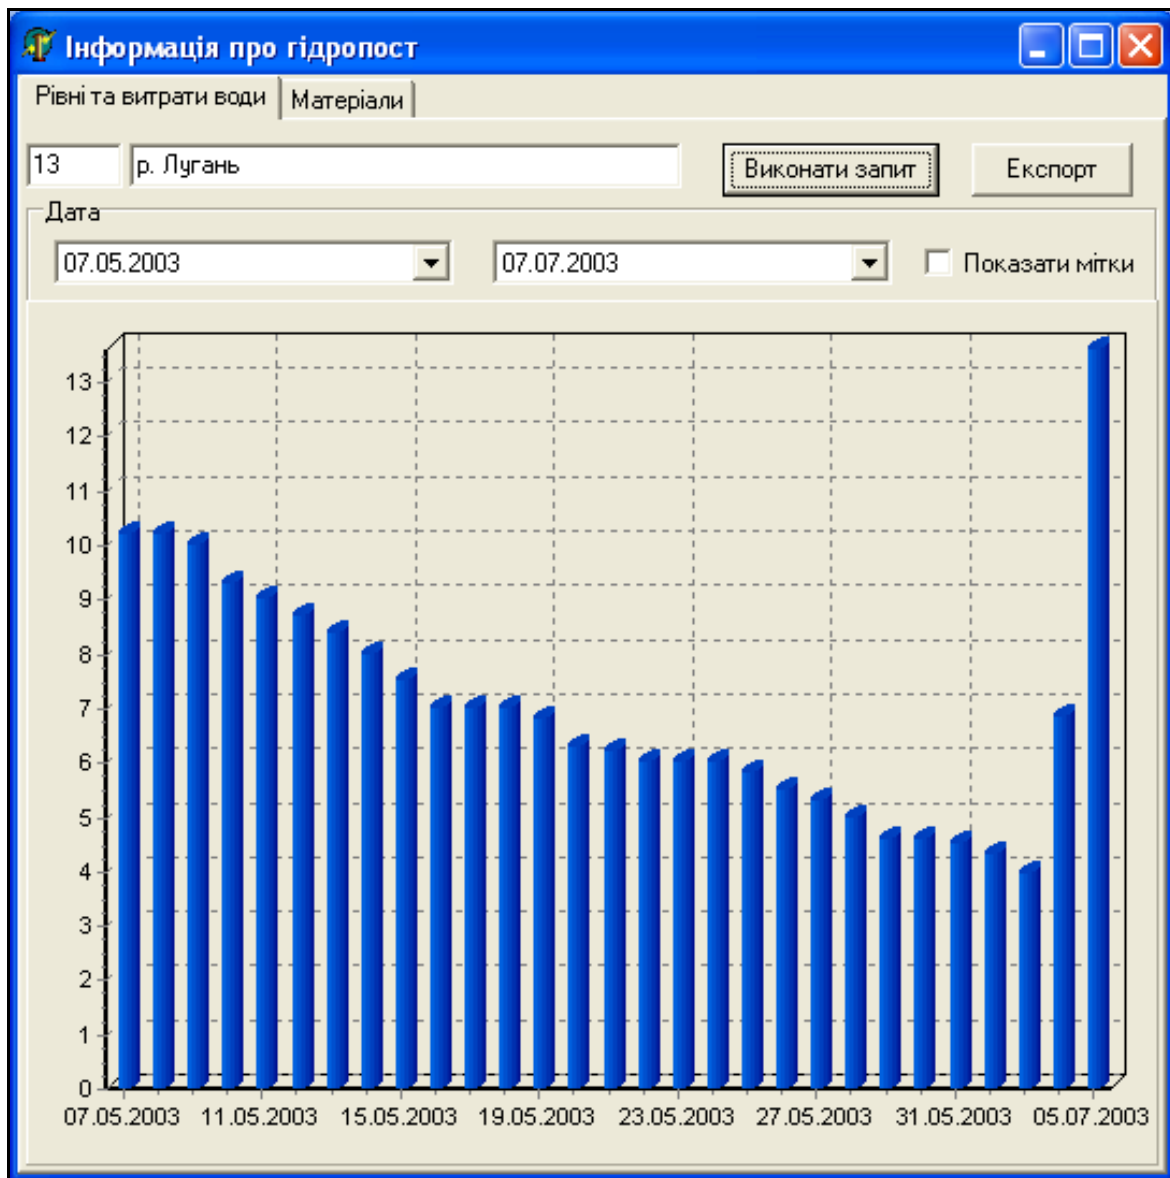 Інформація про гідропост
Рівні та витрати води Матеріали
13 р. Лугань Виконати запит Експорт
Дата
07.05.2003 07.07.2003 Показати мітки
13
12
11
10
9
8
7
6
5
4
3
2
1
0
07.05.2003 11.05.2003 15.05.2003 19.05.2003 23.05.2003 27.05.2003 31.05.2003 05.07.2003